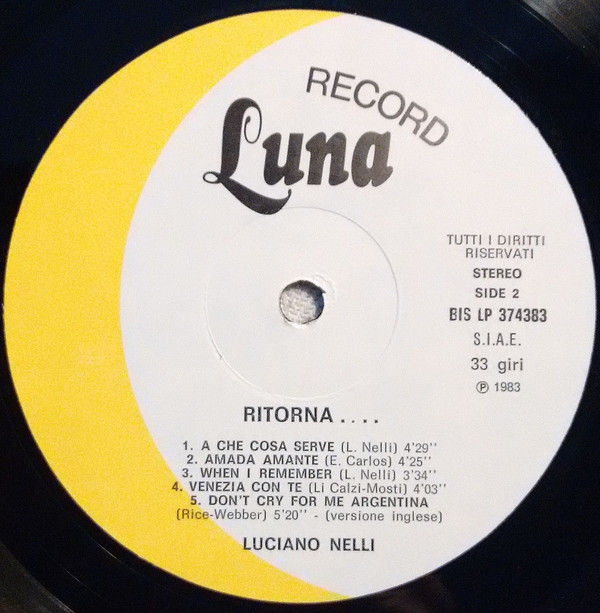 RECORD
Luna
TUTTI I DIRITTI
RISERVATI
STEREO
SIDE 2
BIS LP 374383
S.I.A.E.
33 giri
Ⓟ 1983
RITORNA....
1. A CHE COSA SERVE (L. Nelli) 4'29''
2. AMADA AMANTE (E. Carlos) 4'25''
3. WHEN I REMEMBER (L. Nelli) 3'34''
4. VENEZIA CON TE (Li Calzi-Mosti) 4'03''
5. DON'T CRY FOR ME ARGENTINA
(Rice-Webber) 5'20'' - (versione inglese)
LUCIANO NELLI